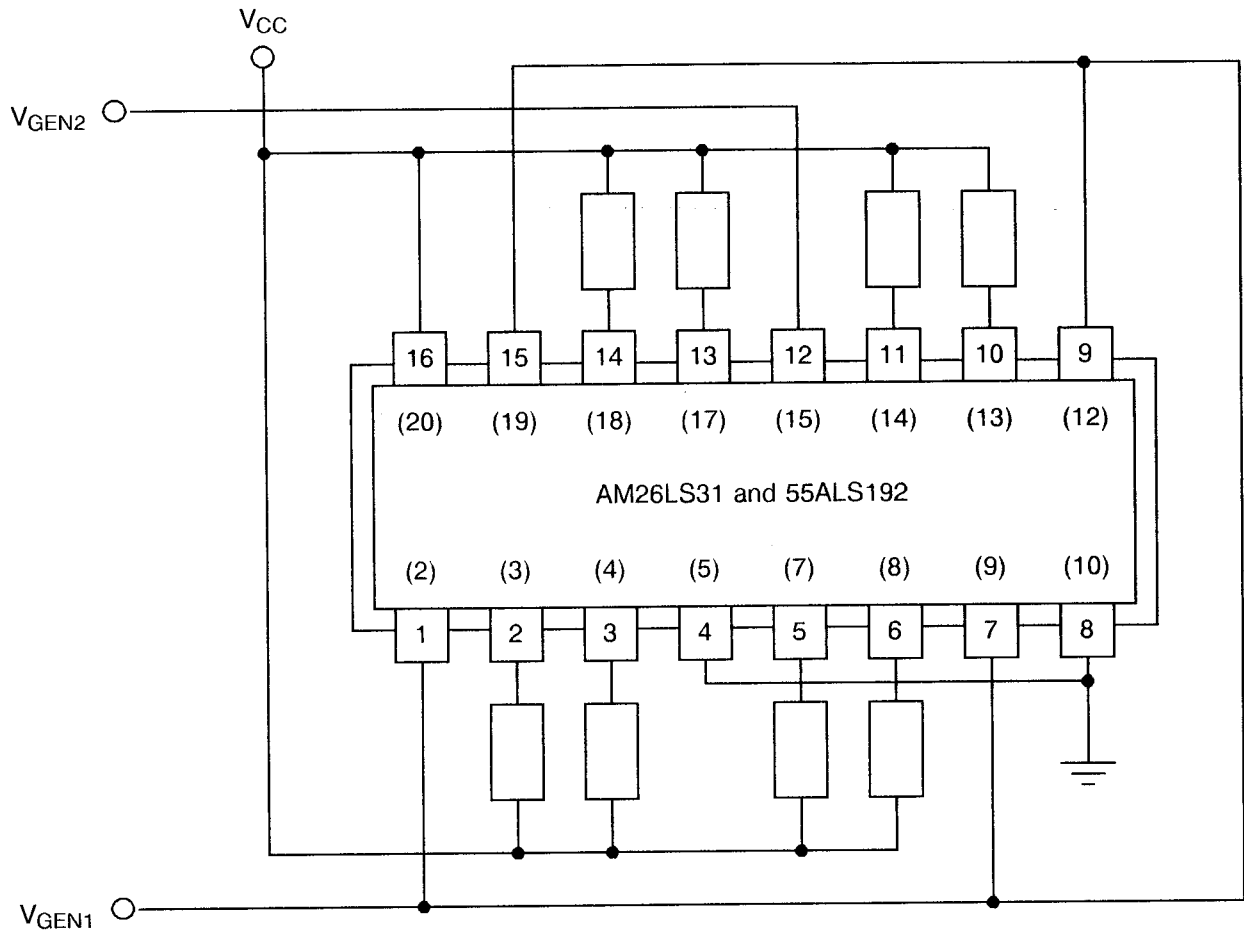 VCC
VGEN2
16 15 14 13 12 11 10 9
(20) (19) (18) (17) (15) (14) (13) (12)
AM26LS31 and 55ALS192
(2) (3) (4) (5) (7) (8) (9) (10)
1 2 3 4 5 6 7 8
VGEN1